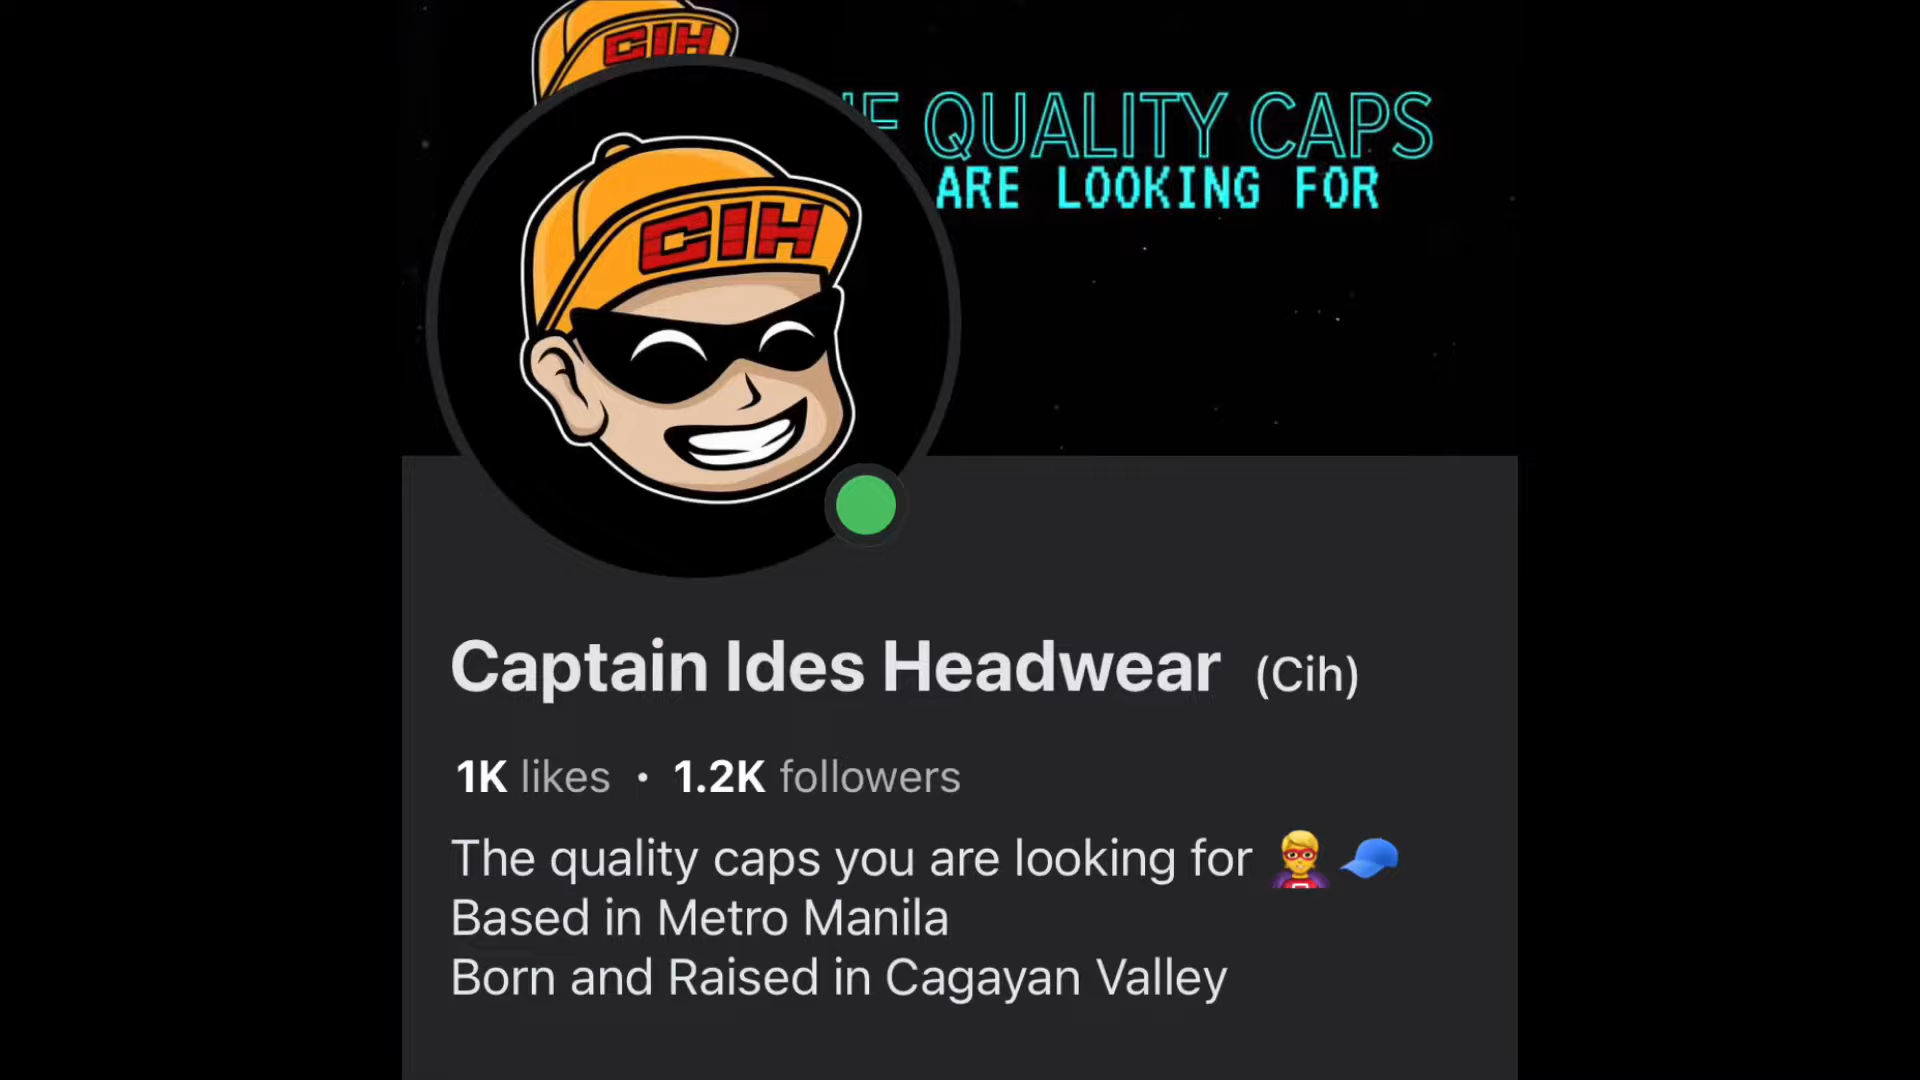 CIH
QUALITY CAPS
ARE LOOKING FOR
CIH
Captain Ides Headwear (Cih)
1K likes • 1.2K followers
The quality caps you are looking for
Based in Metro Manila
Born and Raised in Cagayan Valley